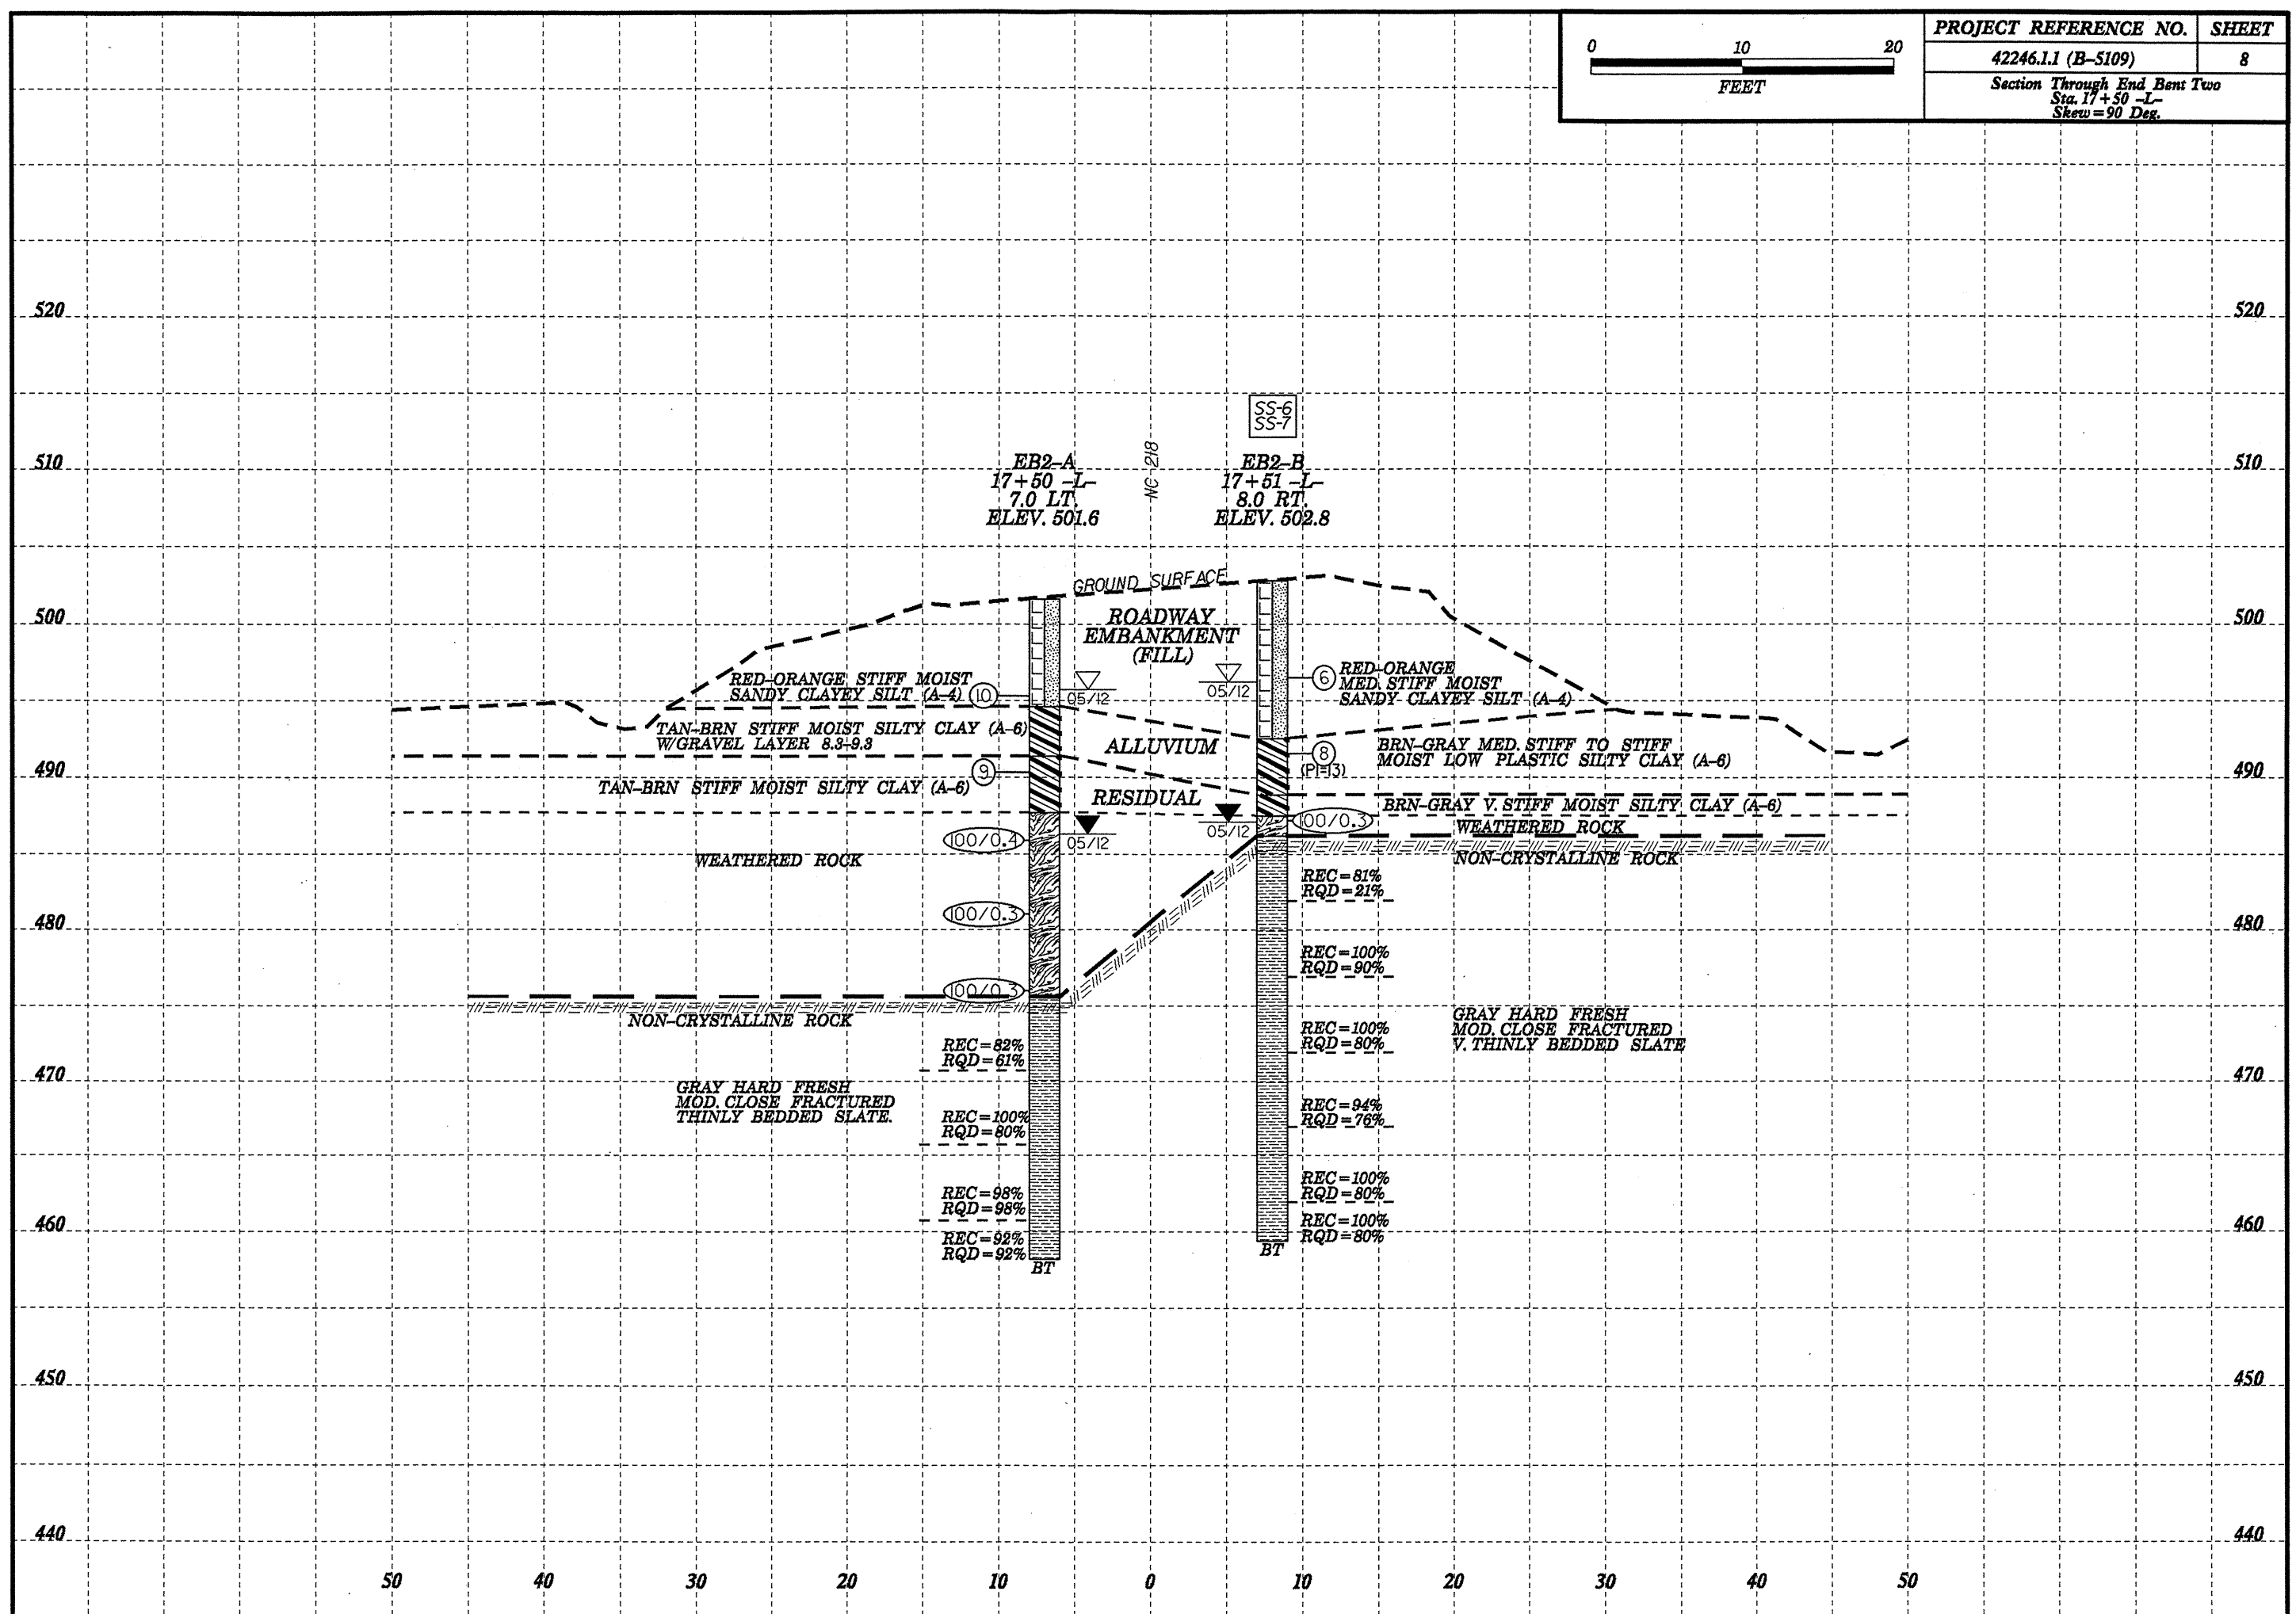 0 10 20
FEET
PROJECT REFERENCE NO. SHEET
42246.1.1 (B-5109) 8
Section Through End Bent Two
Sta. 17+50 -L-
Skew=90 Deg.
520 520
SS-6
SS-7
510 510
EB2-A
17+50 -L-
7.0 LT.
ELEV. 501.6
NC 218
EB2-B
17+51 -L-
8.0 RT.
ELEV. 502.8
GROUND SURFACE
500 500
ROADWAY
EMBANKMENT
(FILL)
RED-ORANGE STIFF MOIST
SANDY CLAYEY SILT (A-4)
10
05/12
05/12
6
RED-ORANGE
MED. STIFF MOIST
SANDY CLAYEY SILT (A-4)
TAN-BRN STIFF MOIST SILTY CLAY (A-6)
W/GRAVEL LAYER 8.3-9.3
ALLUVIUM
8
(PI=13)
BRN-GRAY MED. STIFF TO STIFF
MOIST LOW PLASTIC SILTY CLAY (A-6)
490 490
9
TAN-BRN STIFF MOIST SILTY CLAY (A-6)
RESIDUAL
BRN-GRAY V. STIFF MOIST SILTY CLAY (A-6)
100/0.3
05/12
WEATHERED ROCK
100/0.4
05/12
WEATHERED ROCK
NON-CRYSTALLINE ROCK
REC=81%
RQD=21%
100/0.3
480 480
REC=100%
RQD=90%
100/0.3
NON-CRYSTALLINE ROCK
GRAY HARD FRESH
MOD. CLOSE FRACTURED
V. THINLY BEDDED SLATE
REC=100%
RQD=80%
REC=82%
RQD=61%
470 470
GRAY HARD FRESH
MOD. CLOSE FRACTURED
THINLY BEDDED SLATE.
REC=94%
RQD=76%
REC=100%
RQD=80%
REC=100%
RQD=80%
REC=98%
RQD=98%
460 460
REC=100%
RQD=80%
REC=92%
RQD=92%
BT
BT
450 450
440 440
50 40 30 20 10 0 10 20 30 40 50